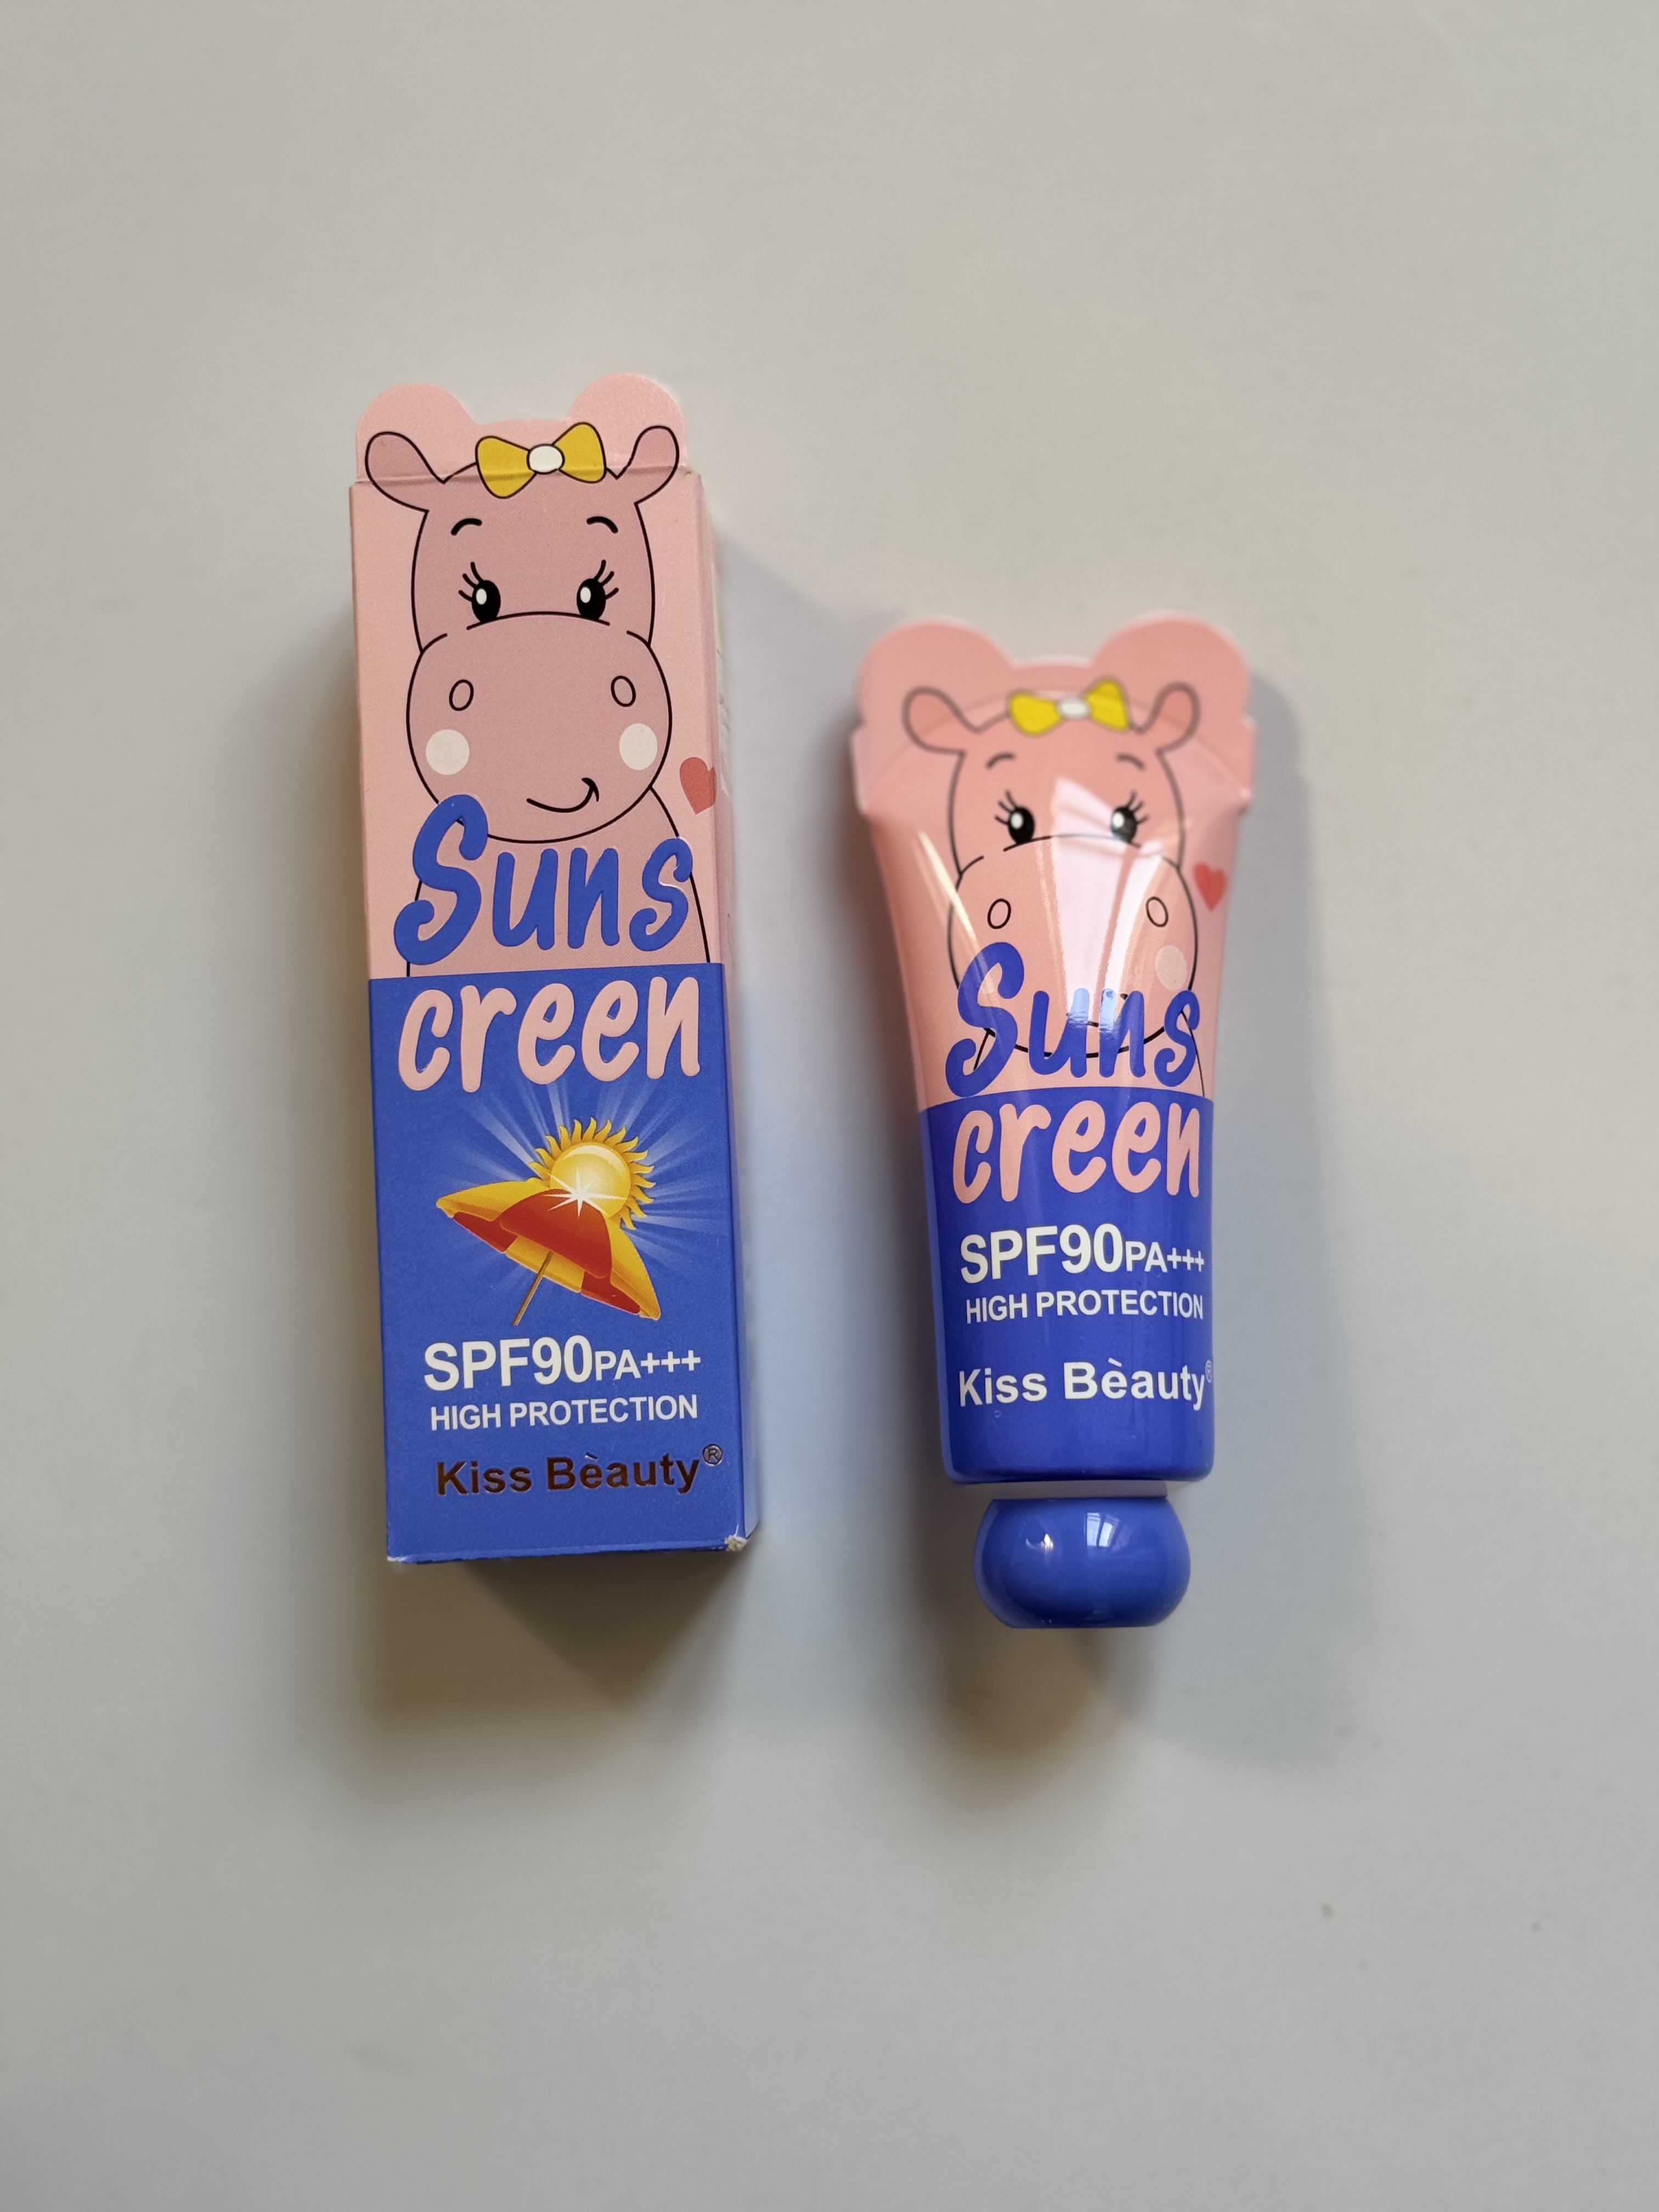 Suns
creen
SPF90PA+++
HIGH PROTECTION
Kiss Bèauty®
Suns
creen
SPF90PA+++
HIGH PROTECTION
Kiss Bèauty®